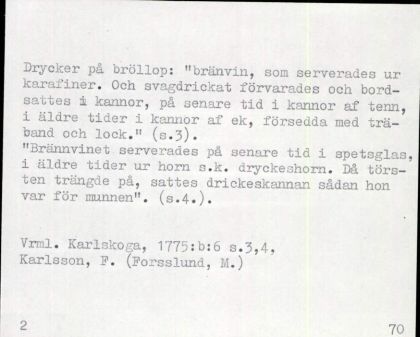 Drycker på bröllop: "bränvin, som serverades ur
karafiner. Och svagdrickat förvarades och bord-
sattes i kannor, på senare tid i kannor af tenn,
i äldre tider i kannor af ek, försedda med trä-
band och lock." (s.3).
"Brännvinet serverades på senare tid i spetsglas,
i äldre tider ur horn s.k. dryckeshorn. Då törs-
ten trängde på, sattes drickeskannan sådan hon
var för munnen". (s.4.).
Vrml. Karlskoga, 1775:b:6 s.3,4,
Karlsson, F. (Forsslund, M.)
2 70